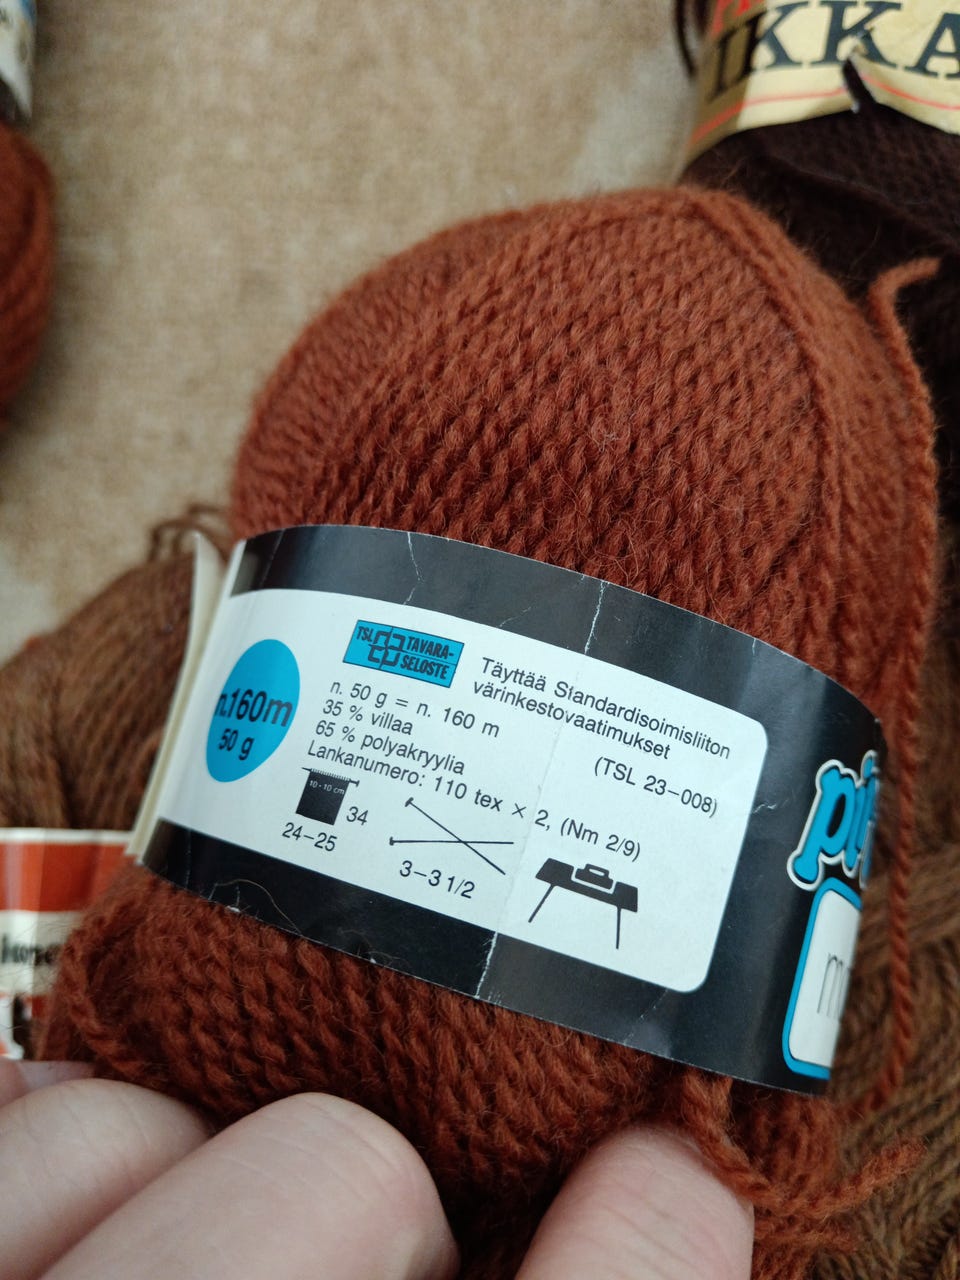 IKKA
n.160m
50 g
TSL TAVARA-
SELOSTE
n. 50 g = n. 160 m
35 % villaa
65 % polyakryylia
Lankanumero: 110 tex × 2, (Nm 2/9)
Täyttää Standardisoimisliiton
värinkestovaatimukset
(TSL 23–008)
10 - 10 cm
34
24–25
3–3 1/2